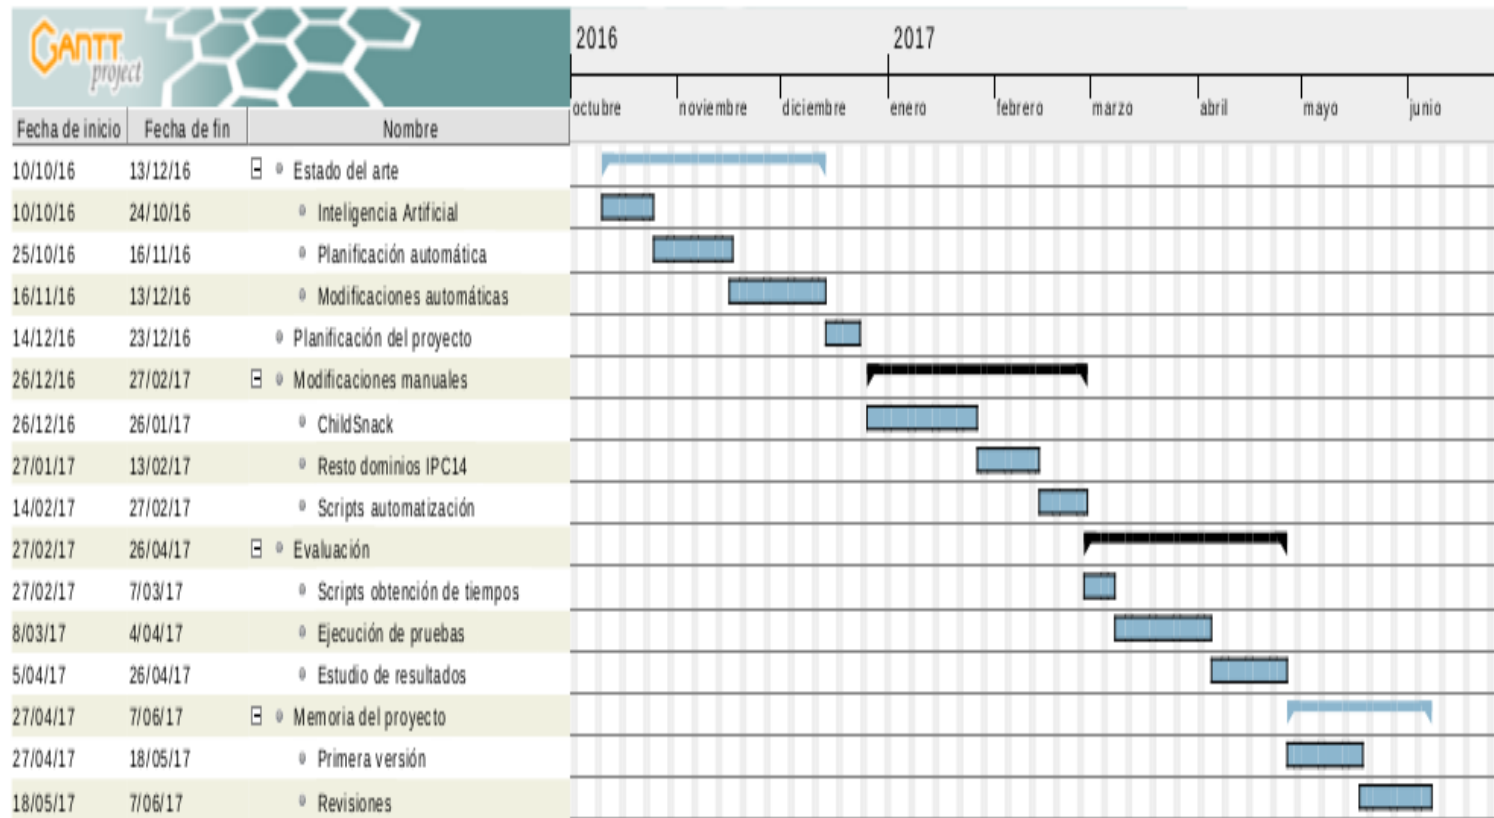 GANTT
project
2016 2017
octubre noviembre diciembre enero febrero marzo abril mayo junio
Fecha de inicio Fecha de fin Nombre
10/10/16 13/12/16 Estado del arte
10/10/16 24/10/16 Inteligencia Artificial
25/10/16 16/11/16 Planificación automática
16/11/16 13/12/16 Modificaciones automáticas
14/12/16 23/12/16 Planificación del proyecto
26/12/16 27/02/17 Modificaciones manuales
26/12/16 26/01/17 ChildSnack
27/01/17 13/02/17 Resto dominios IPC14
14/02/17 27/02/17 Scripts automatización
27/02/17 26/04/17 Evaluación
27/02/17 7/03/17 Scripts obtención de tiempos
8/03/17 4/04/17 Ejecución de pruebas
5/04/17 26/04/17 Estudio de resultados
27/04/17 7/06/17 Memoria del proyecto
27/04/17 18/05/17 Primera versión
18/05/17 7/06/17 Revisiones